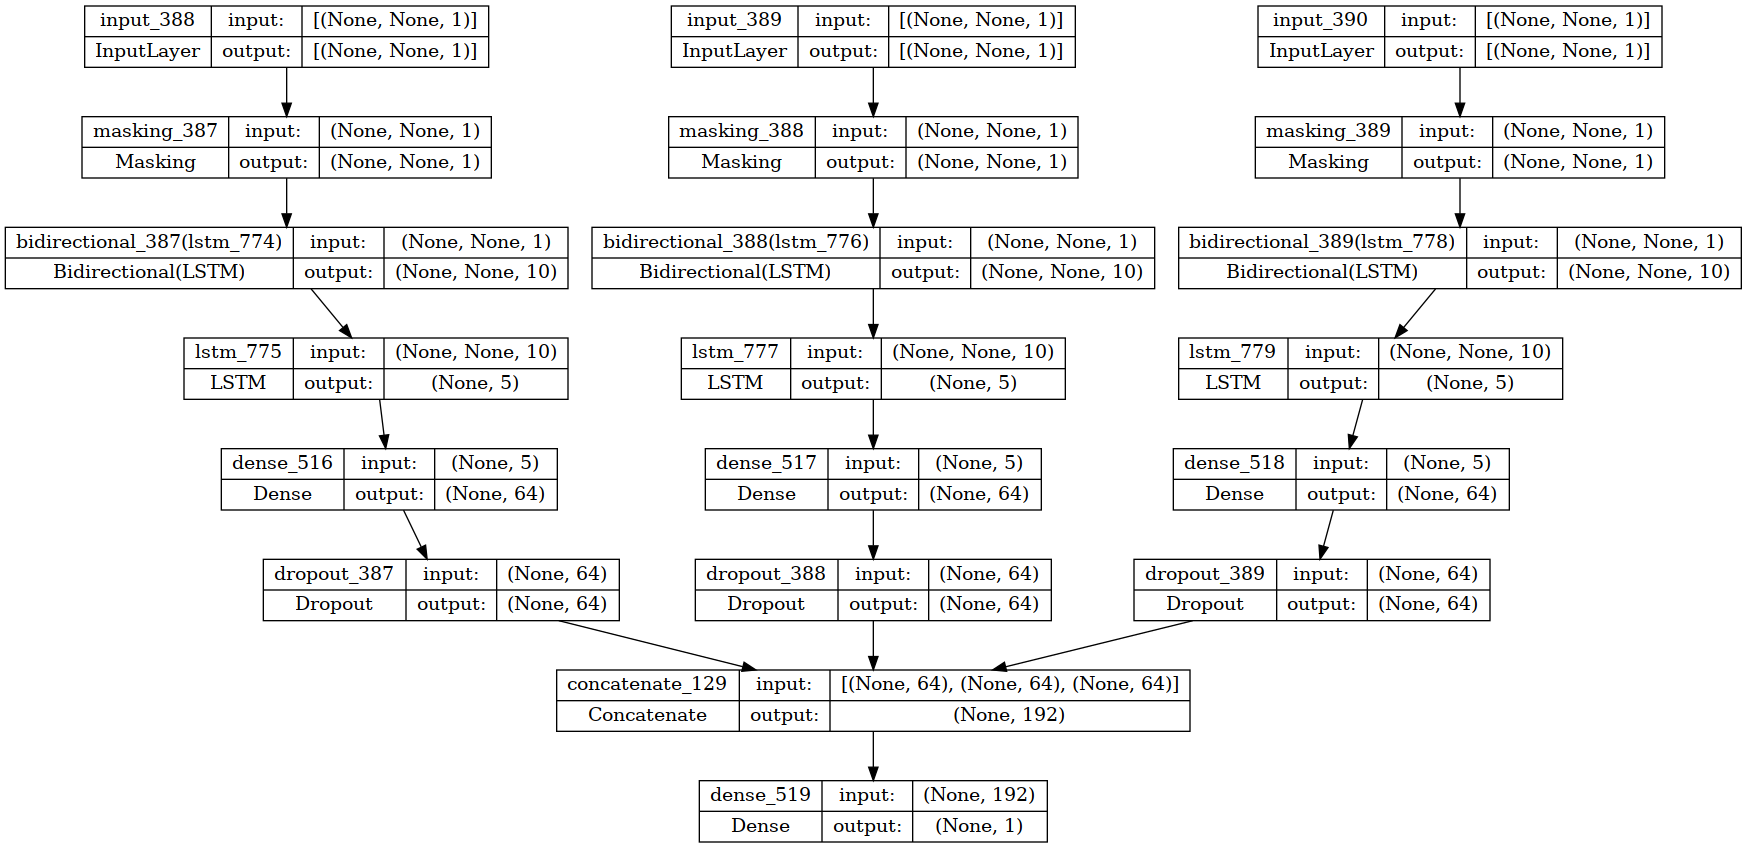 input_388 input: [(None, None, 1)]
InputLayer output: [(None, None, 1)]
input_389 input: [(None, None, 1)]
InputLayer output: [(None, None, 1)]
input_390 input: [(None, None, 1)]
InputLayer output: [(None, None, 1)]
masking_387 input: (None, None, 1)
Masking output: (None, None, 1)
masking_388 input: (None, None, 1)
Masking output: (None, None, 1)
masking_389 input: (None, None, 1)
Masking output: (None, None, 1)
bidirectional_387(lstm_774) input: (None, None, 1)
Bidirectional(LSTM) output: (None, None, 10)
bidirectional_388(lstm_776) input: (None, None, 1)
Bidirectional(LSTM) output: (None, None, 10)
bidirectional_389(lstm_778) input: (None, None, 1)
Bidirectional(LSTM) output: (None, None, 10)
lstm_775 input: (None, None, 10)
LSTM output: (None, 5)
lstm_777 input: (None, None, 10)
LSTM output: (None, 5)
lstm_779 input: (None, None, 10)
LSTM output: (None, 5)
dense_516 input: (None, 5)
Dense output: (None, 64)
dense_517 input: (None, 5)
Dense output: (None, 64)
dense_518 input: (None, 5)
Dense output: (None, 64)
dropout_387 input: (None, 64)
Dropout output: (None, 64)
dropout_388 input: (None, 64)
Dropout output: (None, 64)
dropout_389 input: (None, 64)
Dropout output: (None, 64)
concatenate_129 input: [(None, 64), (None, 64), (None, 64)]
Concatenate output: (None, 192)
dense_519 input: (None, 192)
Dense output: (None, 1)